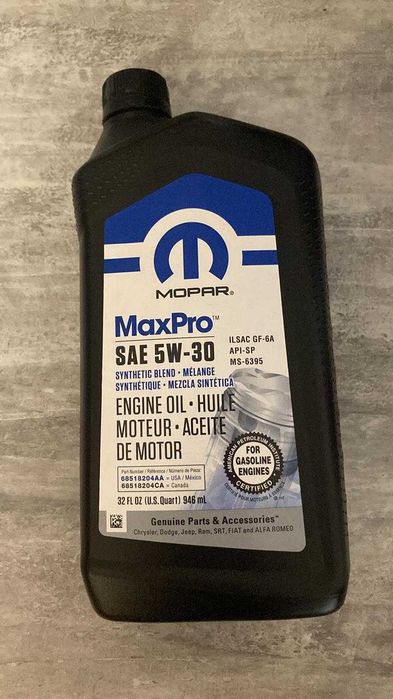 MOPAR®
MaxPro™
SAE 5W-30
ILSAC GF-6A
API-SP
MS-6395
SYNTHETIC BLEND • MÉLANGE
SYNTHÉTIQUE • MEZCLA SINTÉTICA
ENGINE OIL • HUILE
MOTEUR • ACEITE
DE MOTOR
AMERICAN PETROLEUM INSTITUTE
FOR
GASOLINE
ENGINES
CERTIFIED
Part Number / Référence / Número de Pieza:
68518204AA = USA / México
68518204CA = Canada
32 FL OZ (U.S. Quart) 946 mL
Genuine Parts & Accessories™
Chrysler, Dodge, Jeep, Ram, SRT, FIAT and ALFA ROMEO